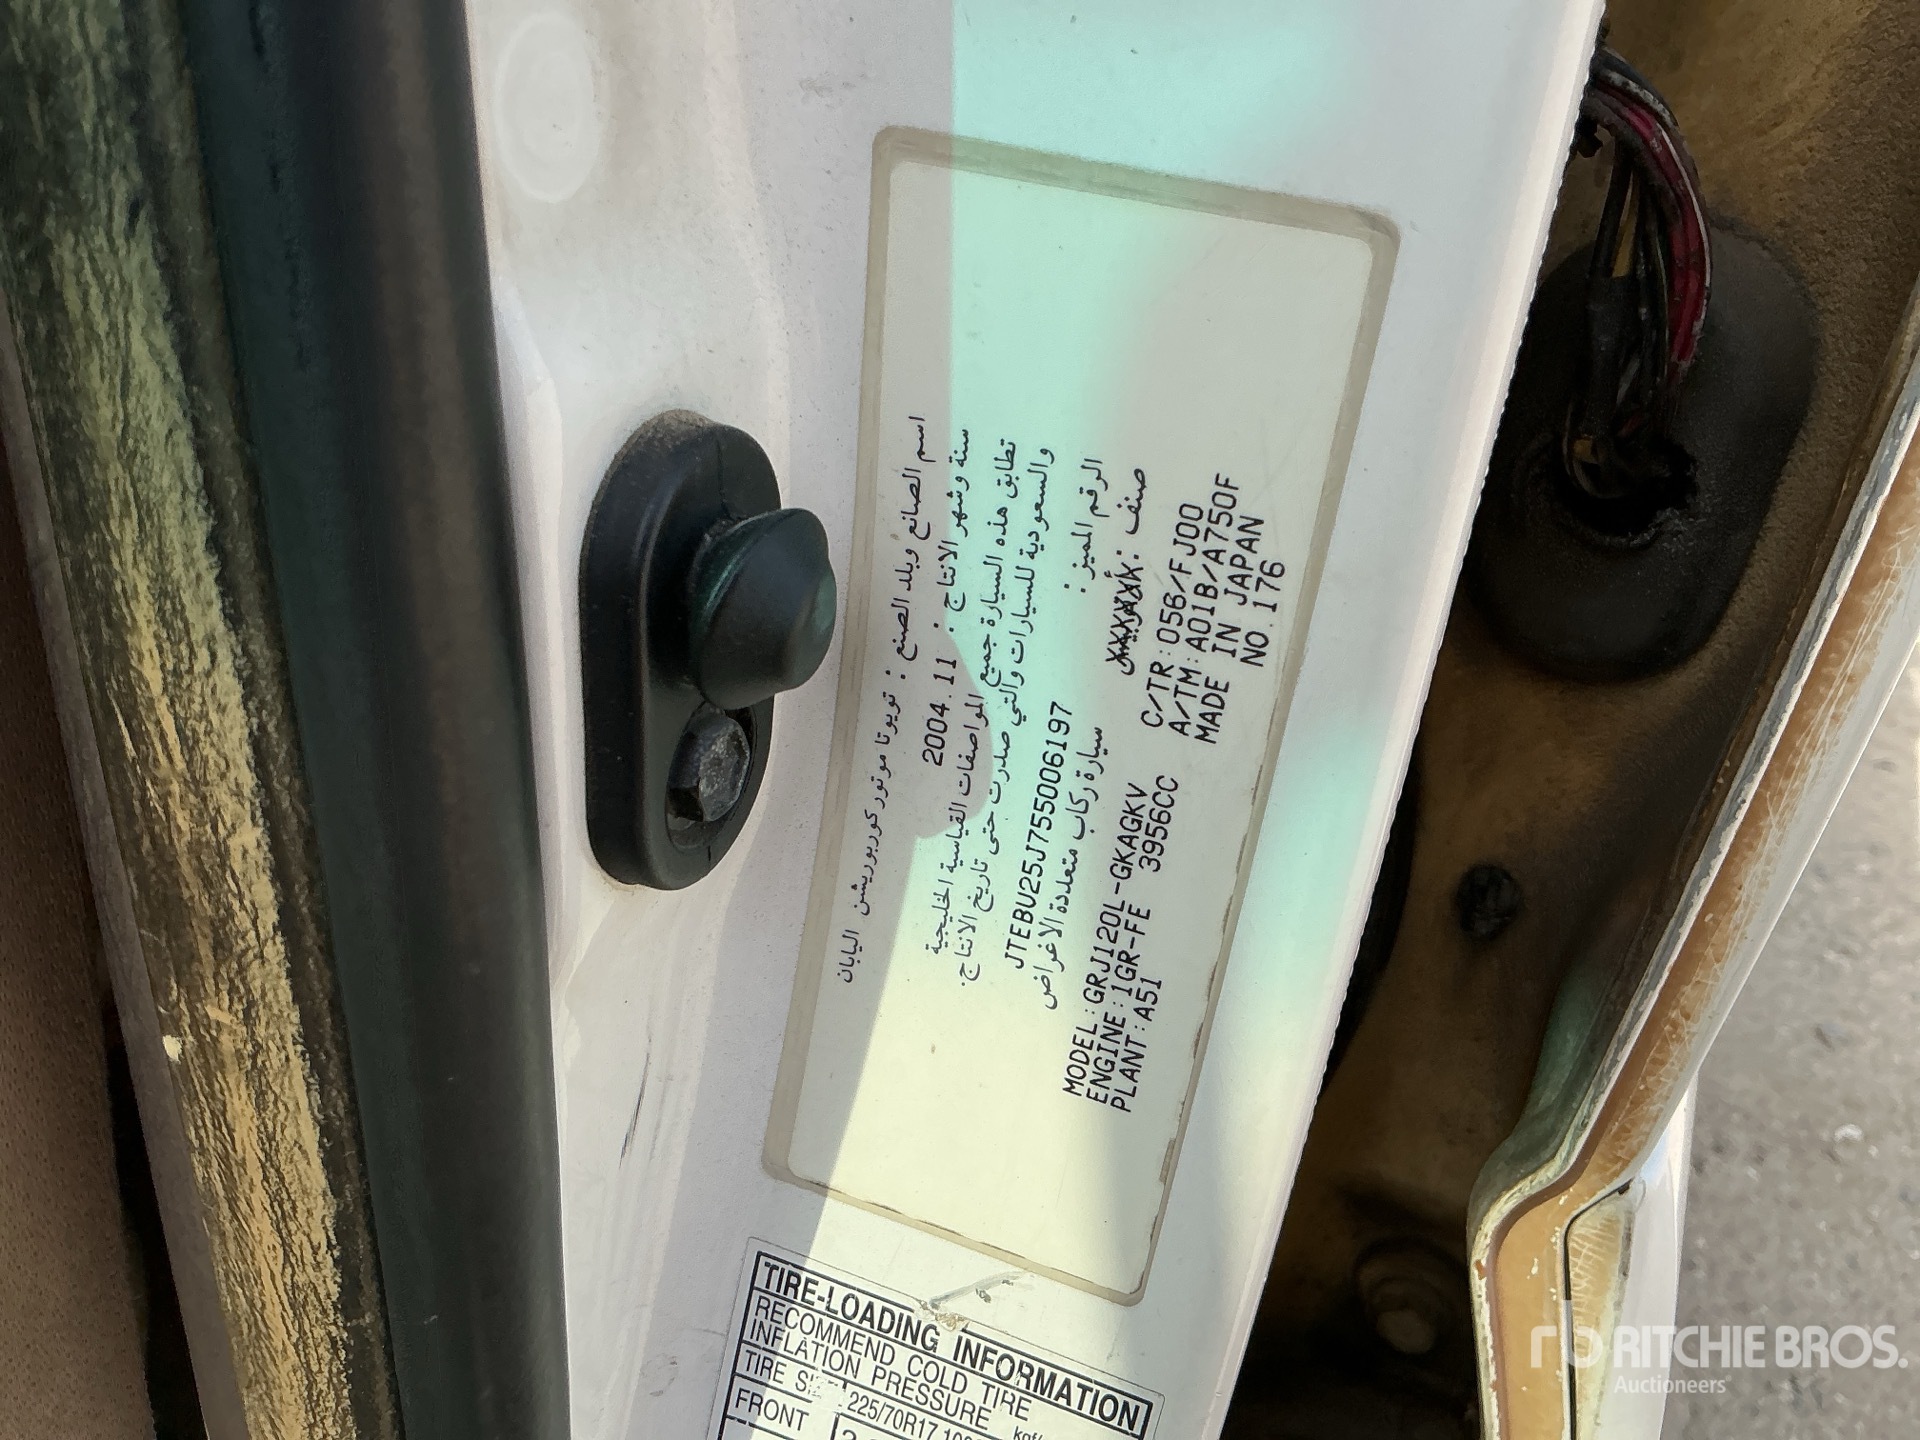 اسم الصانع وبلد الصنع : تويوتا موتور كوربوريشن اليابان
سنة وشهر الانتاج : 2004.11
تطابق هذه السيارة جميع المواصفات القياسية الخليجية
والسعودية للسيارات والتي صدرت حتى تاريخ الانتاج.
الرقم المميز : JTEBU25J755006197
صنف : سيارة ركاب متعددة الأغراض
MODEL:GRJ120L-GKAGKV C/TR:056/FJ00
ENGINE:1GR-FE 3956CC A/TM:A01B/A750F
PLANT:A51 MADE IN JAPAN
NO.176
TIRE-LOADING INFORMATION
RECOMMEND COLD TIRE
INFLATION PRESSURE
TIRE 225/70R17
FRONT
RITCHIE BROS.
Auctioneers